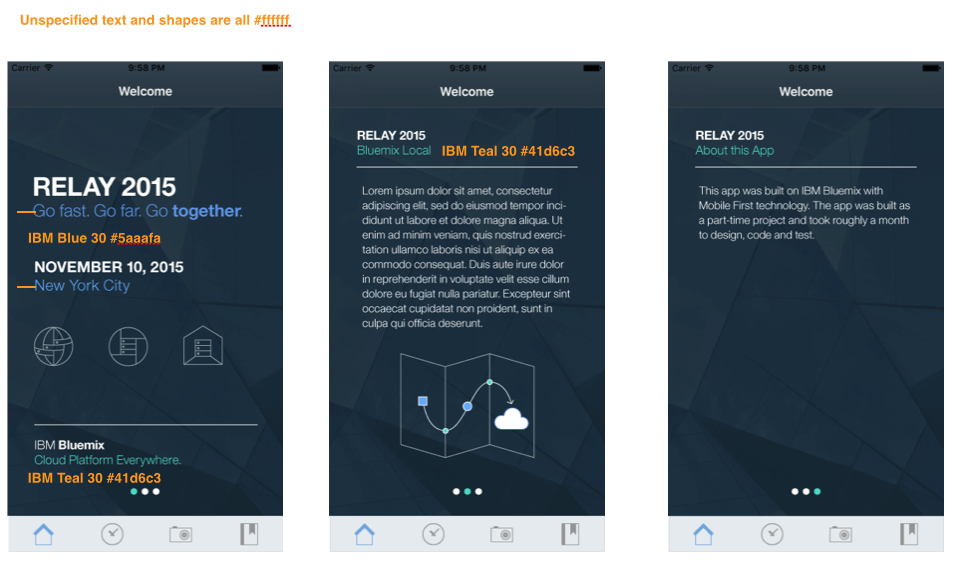 Unspecified text and shapes are all #ffffff.
Carrier 9:58 PM
Welcome
RELAY 2015
Go fast. Go far. Go together.
IBM Blue 30 #5aaafa
NOVEMBER 10, 2015
New York City
IBM Bluemix
Cloud Platform Everywhere.
IBM Teal 30 #41d6c3
Carrier 9:58 PM
Welcome
RELAY 2015
Bluemix Local IBM Teal 30 #41d6c3
Lorem ipsum dolor sit amet, consectetur
adipiscing elit, sed do eiusmod tempor inci-
didunt ut labore et dolore magna aliqua. Ut
enim ad minim veniam, quis nostrud exerci-
tation ullamco laboris nisi ut aliquip ex ea
commodo consequat. Duis aute irure dolor
in reprehenderit in voluptate velit esse cillum
dolore eu fugiat nulla pariatur. Excepteur sint
occaecat cupidatat non proident, sunt in
culpa qui officia deserunt.
Carrier 9:58 PM
Welcome
RELAY 2015
About this App
This app was built on IBM Bluemix with
Mobile First technology. The app was built as
a part-time project and took roughly a month
to design, code and test.